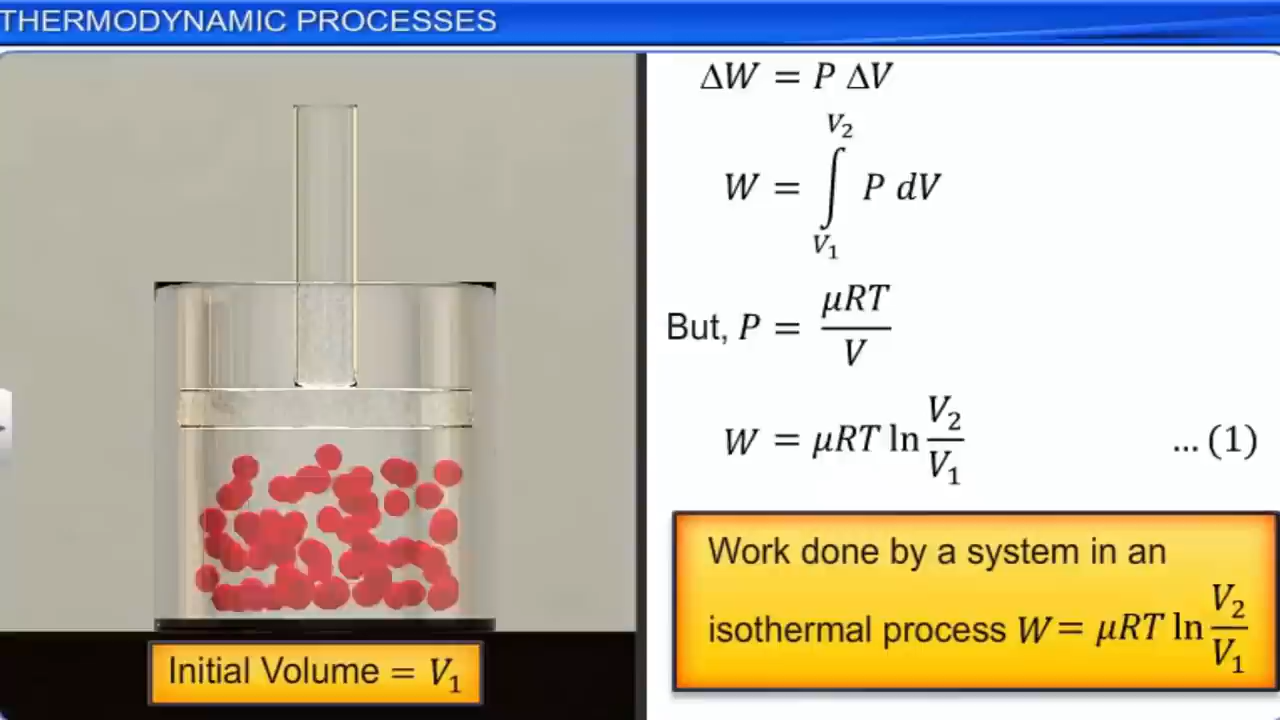 THERMODYNAMIC PROCESSES
ΔW = P ΔV
W = ∫_{V₁}^{V₂} P dV
But, P = μRT/V
W = μRT ln V₂/V₁ ... (1)
Work done by a system in an
isothermal process W = μRT ln V₂/V₁
Initial Volume = V₁